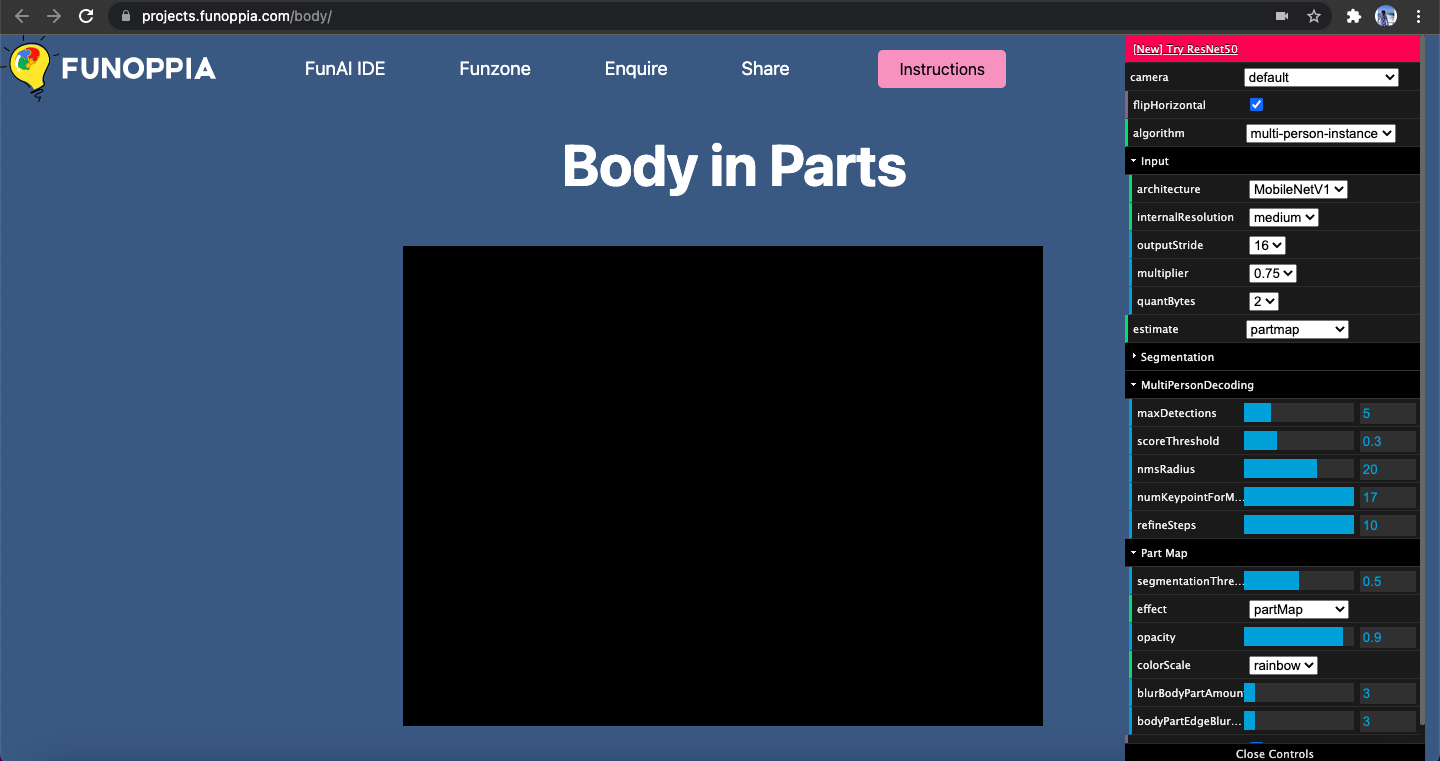 projects.funoppia.com/body/
FUNOPPIA
FunAI IDE
Funzone
Enquire
Share
Instructions
Body in Parts
[New] Try ResNet50
camera default
flipHorizontal
algorithm multi-person-instance
Input
architecture MobileNetV1
internalResolution medium
outputStride 16
multiplier 0.75
quantBytes 2
estimate partmap
Segmentation
MultiPersonDecoding
maxDetections 5
scoreThreshold 0.3
nmsRadius 20
numKeypointForM... 17
refineSteps 10
Part Map
segmentationThre... 0.5
effect partMap
opacity 0.9
colorScale rainbow
blurBodyPartAmount 3
bodyPartEdgeBlur... 3
Close Controls